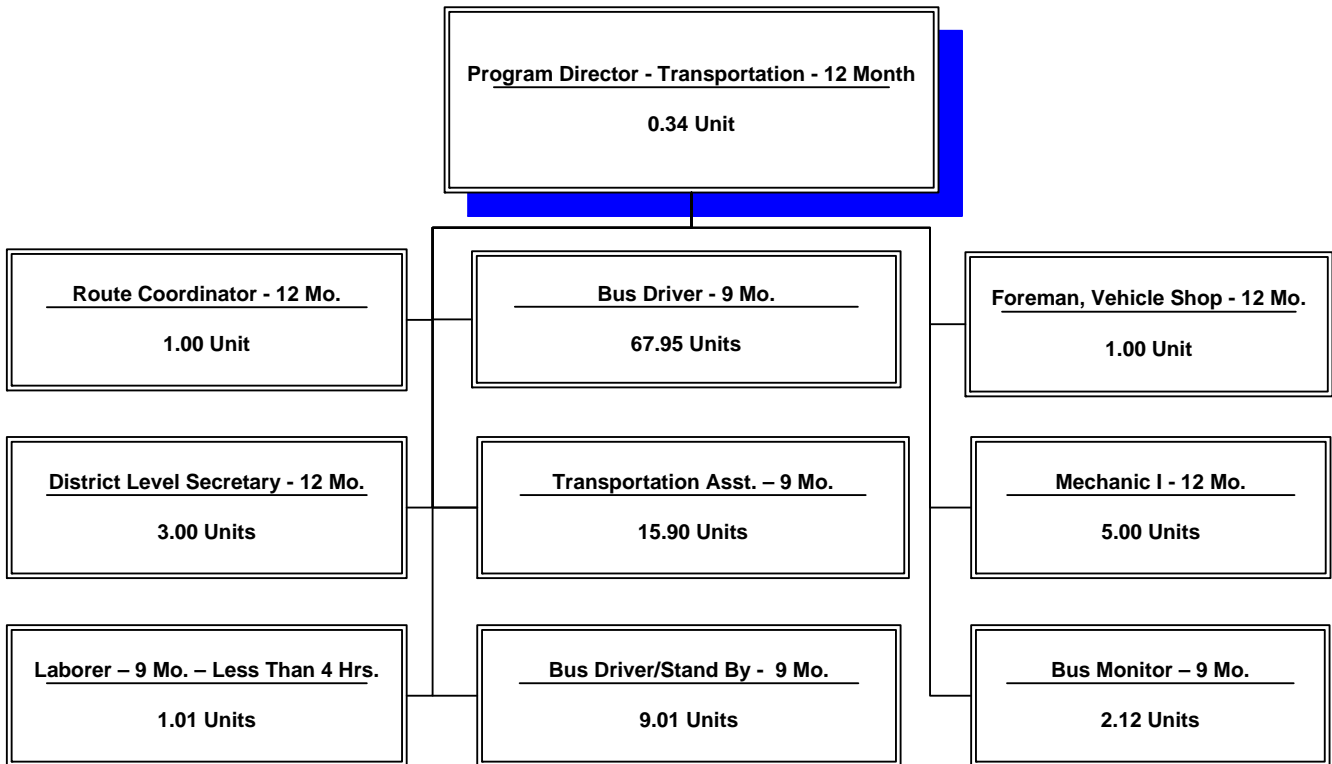 Program Director - Transportation - 12 Month
0.34 Unit
Route Coordinator - 12 Mo.
1.00 Unit
Bus Driver - 9 Mo.
67.95 Units
Foreman, Vehicle Shop - 12 Mo.
1.00 Unit
District Level Secretary - 12 Mo.
3.00 Units
Transportation Asst. – 9 Mo.
15.90 Units
Mechanic I - 12 Mo.
5.00 Units
Laborer – 9 Mo. – Less Than 4 Hrs.
1.01 Units
Bus Driver/Stand By - 9 Mo.
9.01 Units
Bus Monitor – 9 Mo.
2.12 Units